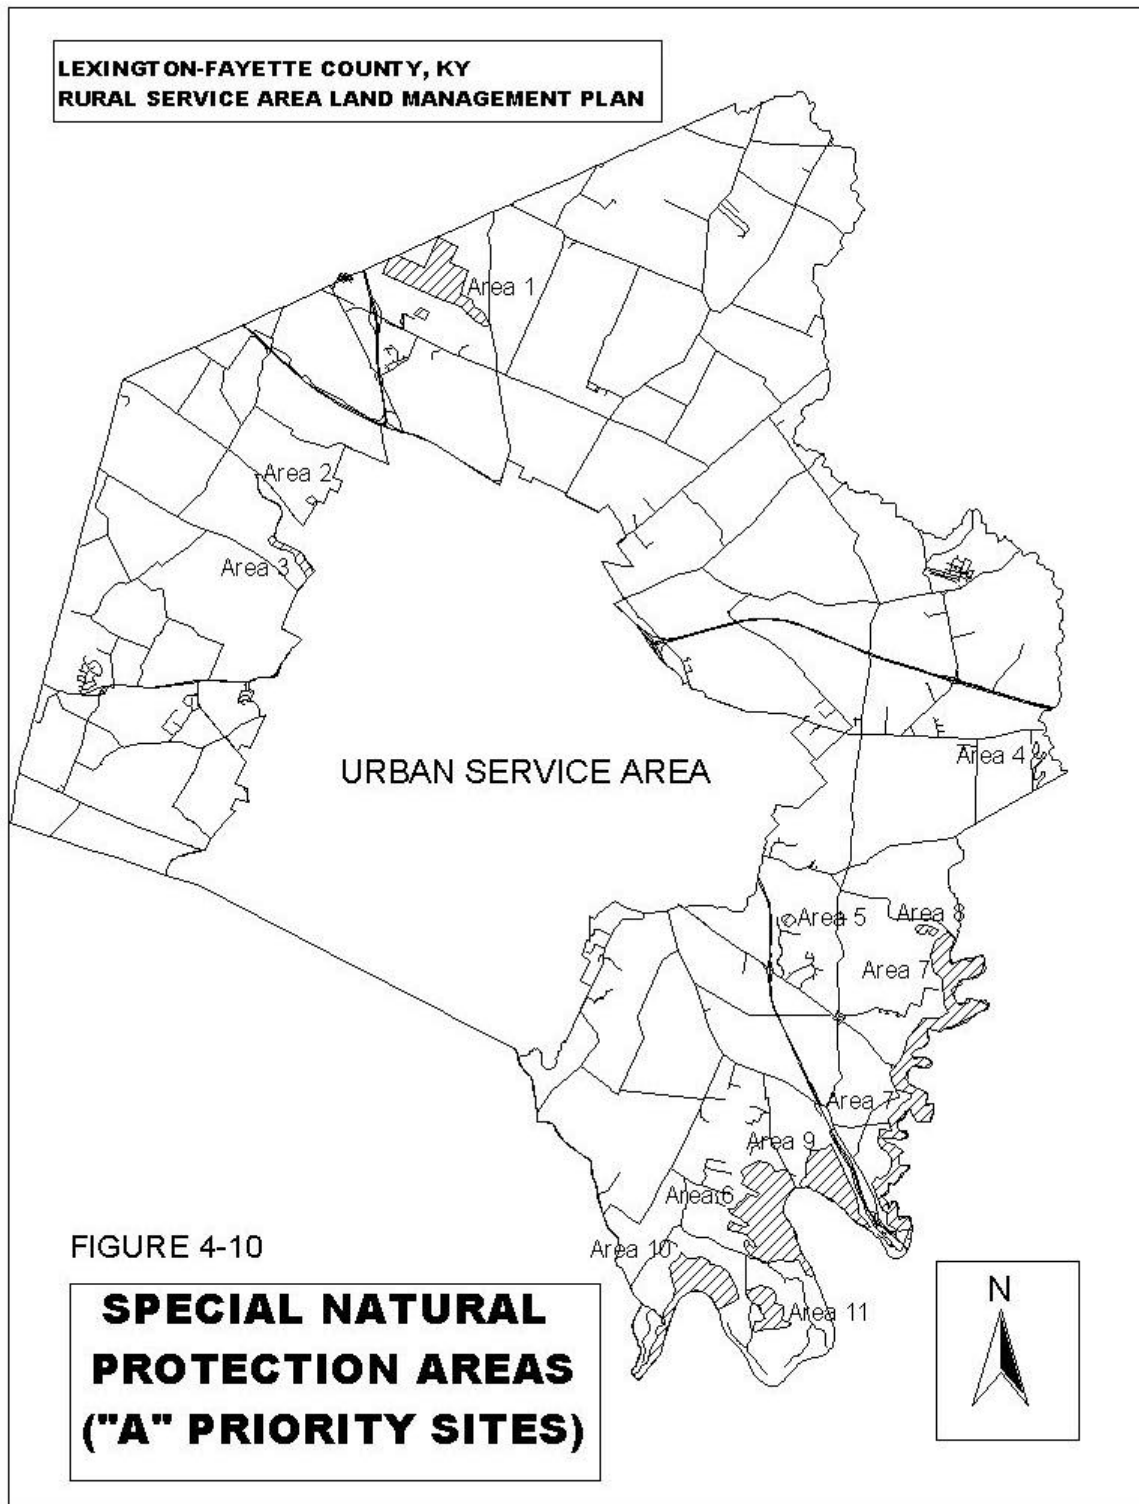 LEXINGTON-FAYETTE COUNTY, KY
RURAL SERVICE AREA LAND MANAGEMENT PLAN
Area 1
Area 2
Area 3
URBAN SERVICE AREA
Area 4
Area 5
Area 8
Area 7
Area 7
Area 9
Area 6
Area 10
Area 11
FIGURE 4-10
SPECIAL NATURAL
PROTECTION AREAS
("A" PRIORITY SITES)
N